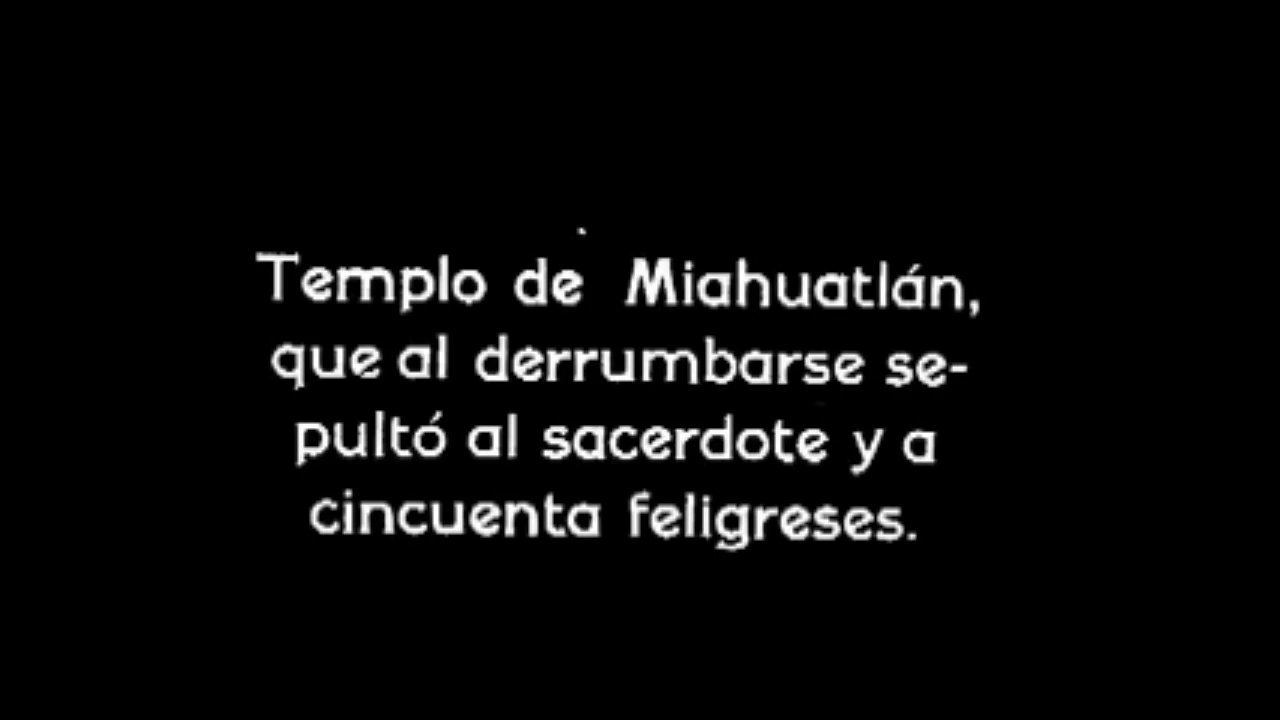 Templo de Miahuatlán,
que al derrumbarse se-
pultó al sacerdote y a
cincuenta feligreses.